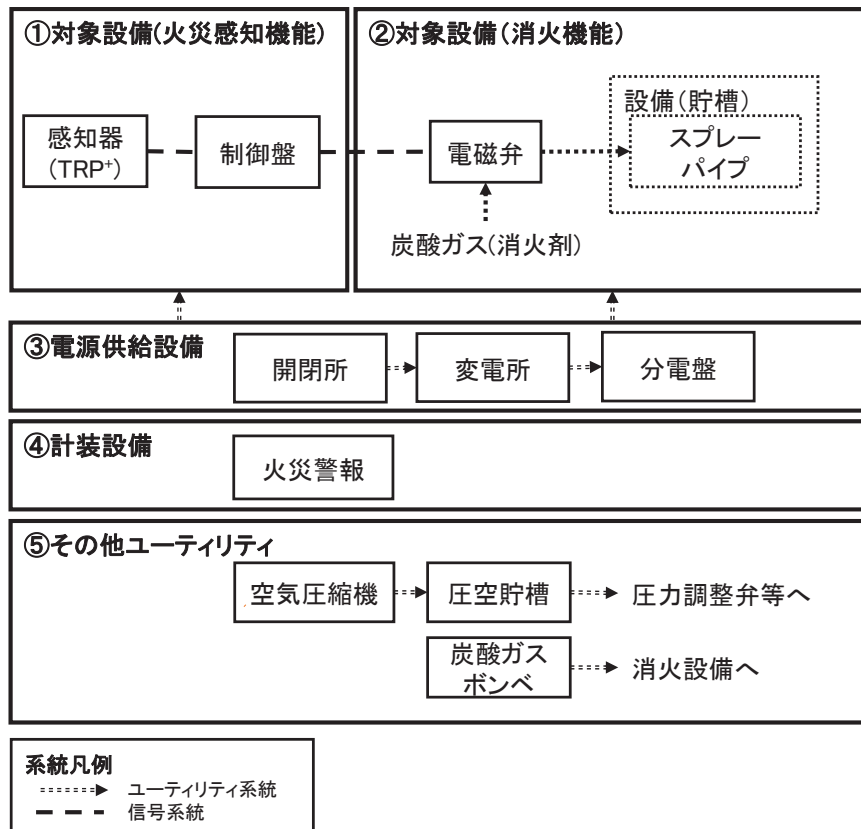 ①対象設備(火災感知機能)
②対象設備(消火機能)
感知器
(TRP+)
制御盤
電磁弁
設備(貯槽)
スプレー
パイプ
炭酸ガス(消火剤)
③電源供給設備
開閉所
変電所
分電盤
④計装設備
火災警報
⑤その他ユーティリティ
空気圧縮機
圧空貯槽
圧力調整弁等へ
炭酸ガス
ボンベ
消火設備へ
系統凡例
ユーティリティ系統
信号系統